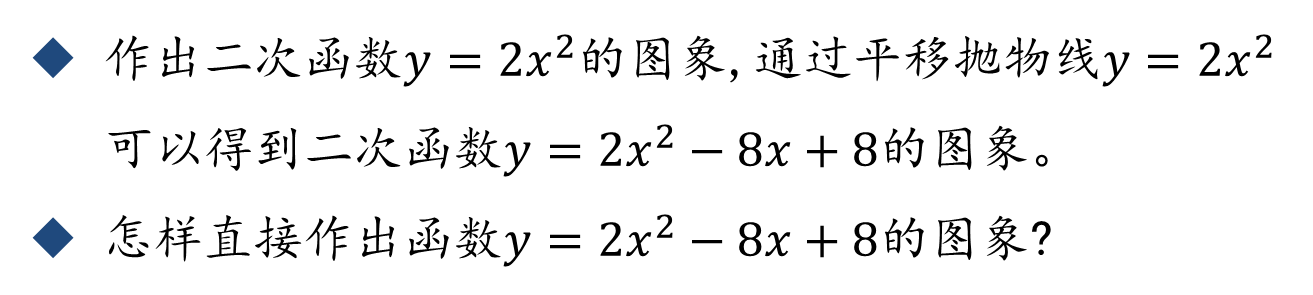 ◆ 作出二次函数y = 2x²的图象,通过平移抛物线y = 2x²
可以得到二次函数y = 2x² − 8x + 8的图象。
◆ 怎样直接作出函数y = 2x² − 8x + 8的图象?